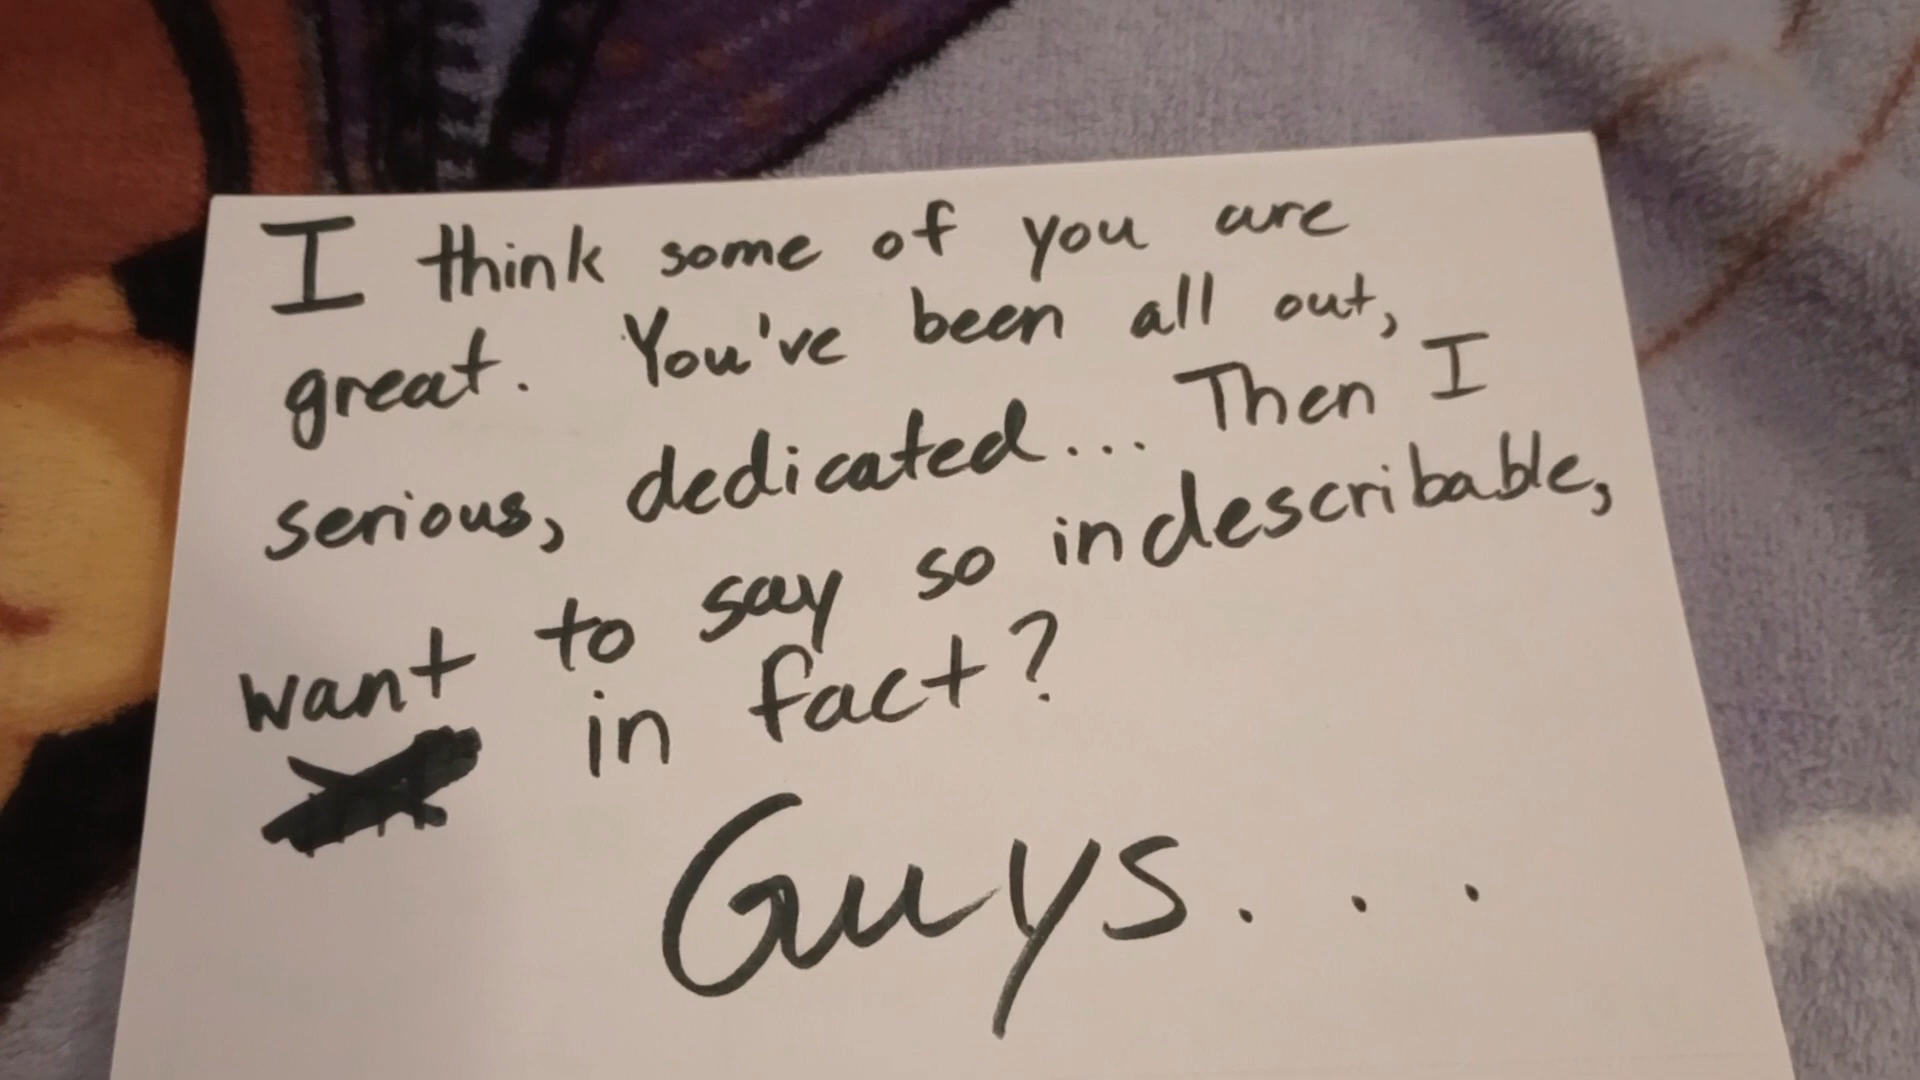 I think some of you are
great. You've been all out,
serious, dedicated... Then I
want to say so indescribable,
in fact?
Guys...